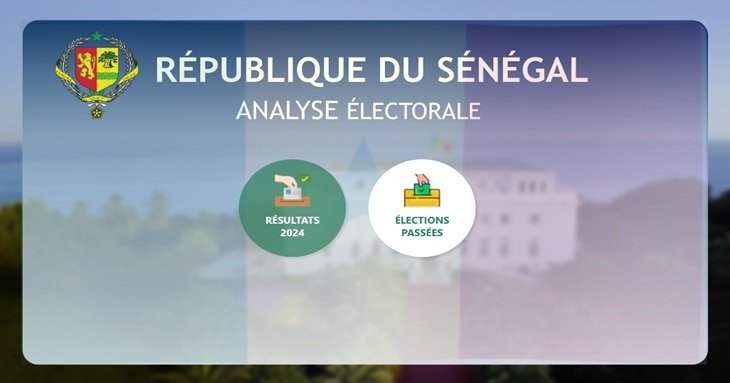 RÉPUBLIQUE DU SÉNÉGAL
ANALYSE ÉLECTORALE
RÉSULTATS
2024
ÉLECTIONS
PASSÉES